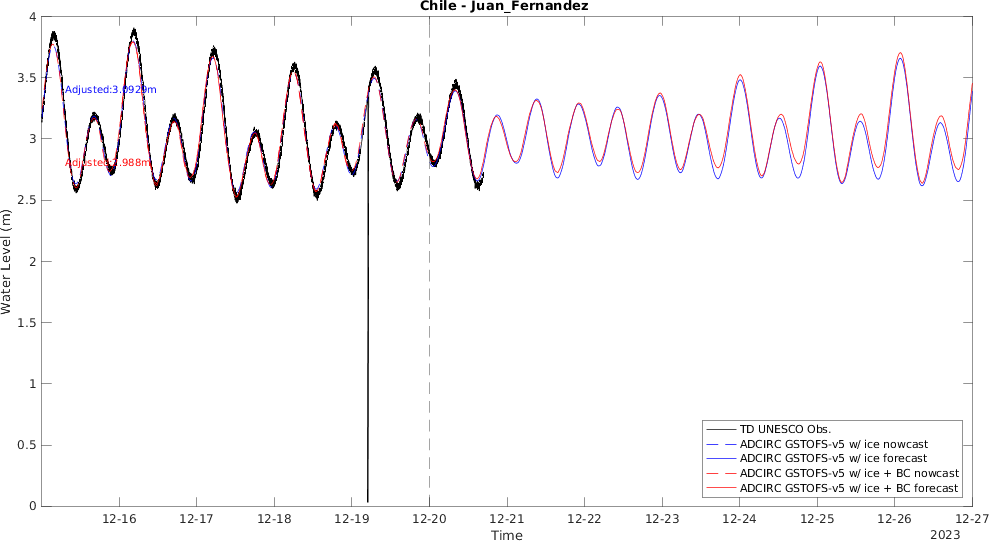 Chile - Juan_Fernandez
4
3.5
3
2.5
2
1.5
1
0.5
0
Water Level (m)
Adjusted:3.0929m
Adjusted:2.988m
TD UNESCO Obs.
ADCIRC GSTOFS-v5 w/ ice nowcast
ADCIRC GSTOFS-v5 w/ ice forecast
ADCIRC GSTOFS-v5 w/ ice + BC nowcast
ADCIRC GSTOFS-v5 w/ ice + BC forecast
12-16 12-17 12-18 12-19 12-20 12-21 12-22 12-23 12-24 12-25 12-26 12-27
Time
2023